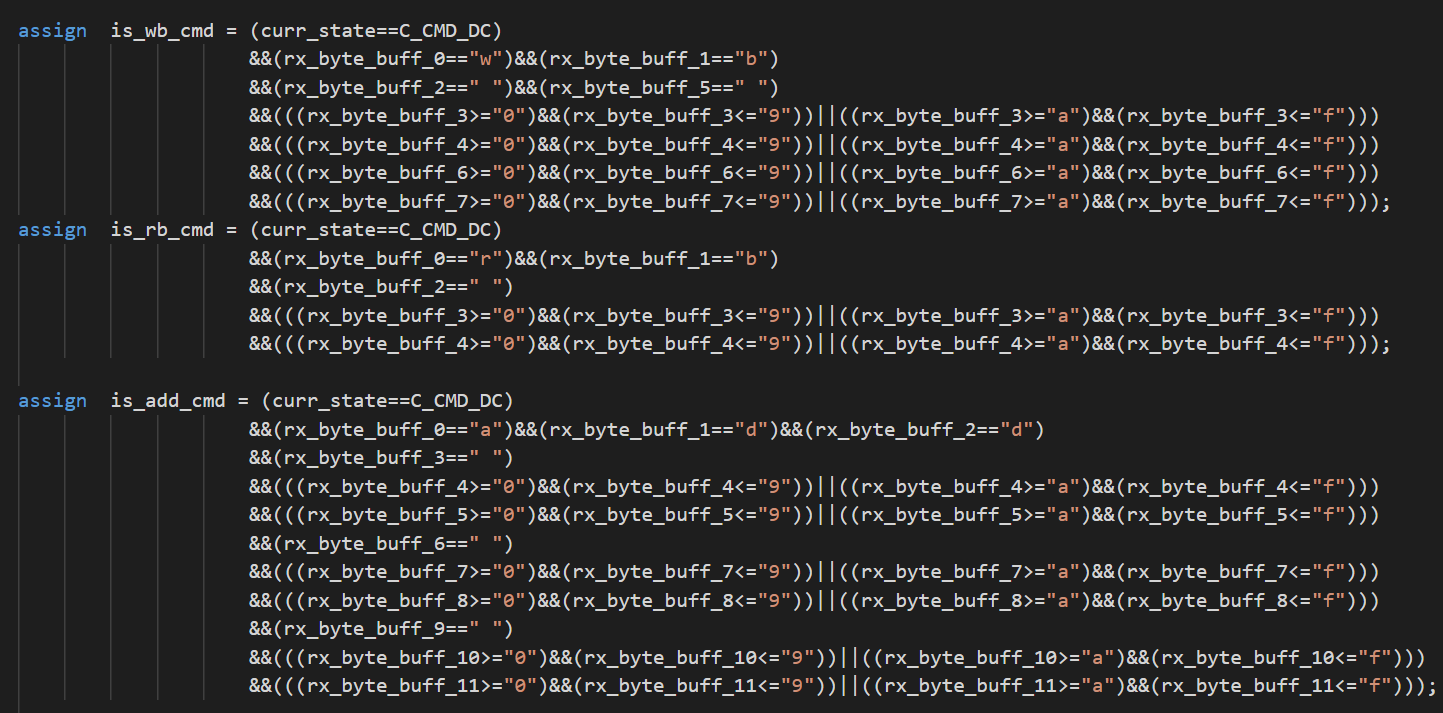 assign  is_wb_cmd = (curr_state==C_CMD_DC)
&&(rx_byte_buff_0=="w")&&(rx_byte_buff_1=="b")
&&(rx_byte_buff_2==" ")&&(rx_byte_buff_5==" ")
&&(((rx_byte_buff_3>="0")&&(rx_byte_buff_3<="9"))||((rx_byte_buff_3>="a")&&(rx_byte_buff_3<="f")))
&&(((rx_byte_buff_4>="0")&&(rx_byte_buff_4<="9"))||((rx_byte_buff_4>="a")&&(rx_byte_buff_4<="f")))
&&(((rx_byte_buff_6>="0")&&(rx_byte_buff_6<="9"))||((rx_byte_buff_6>="a")&&(rx_byte_buff_6<="f")))
&&(((rx_byte_buff_7>="0")&&(rx_byte_buff_7<="9"))||((rx_byte_buff_7>="a")&&(rx_byte_buff_7<="f")));
assign  is_rb_cmd = (curr_state==C_CMD_DC)
&&(rx_byte_buff_0=="r")&&(rx_byte_buff_1=="b")
&&(rx_byte_buff_2==" ")
&&(((rx_byte_buff_3>="0")&&(rx_byte_buff_3<="9"))||((rx_byte_buff_3>="a")&&(rx_byte_buff_3<="f")))
&&(((rx_byte_buff_4>="0")&&(rx_byte_buff_4<="9"))||((rx_byte_buff_4>="a")&&(rx_byte_buff_4<="f")));
assign  is_add_cmd = (curr_state==C_CMD_DC)
&&(rx_byte_buff_0=="a")&&(rx_byte_buff_1=="d")&&(rx_byte_buff_2=="d")
&&(rx_byte_buff_3==" ")
&&(((rx_byte_buff_4>="0")&&(rx_byte_buff_4<="9"))||((rx_byte_buff_4>="a")&&(rx_byte_buff_4<="f")))
&&(((rx_byte_buff_5>="0")&&(rx_byte_buff_5<="9"))||((rx_byte_buff_5>="a")&&(rx_byte_buff_5<="f")))
&&(rx_byte_buff_6==" ")
&&(((rx_byte_buff_7>="0")&&(rx_byte_buff_7<="9"))||((rx_byte_buff_7>="a")&&(rx_byte_buff_7<="f")))
&&(((rx_byte_buff_8>="0")&&(rx_byte_buff_8<="9"))||((rx_byte_buff_8>="a")&&(rx_byte_buff_8<="f")))
&&(rx_byte_buff_9==" ")
&&(((rx_byte_buff_10>="0")&&(rx_byte_buff_10<="9"))||((rx_byte_buff_10>="a")&&(rx_byte_buff_10<="f")))
&&(((rx_byte_buff_11>="0")&&(rx_byte_buff_11<="9"))||((rx_byte_buff_11>="a")&&(rx_byte_buff_11<="f")));